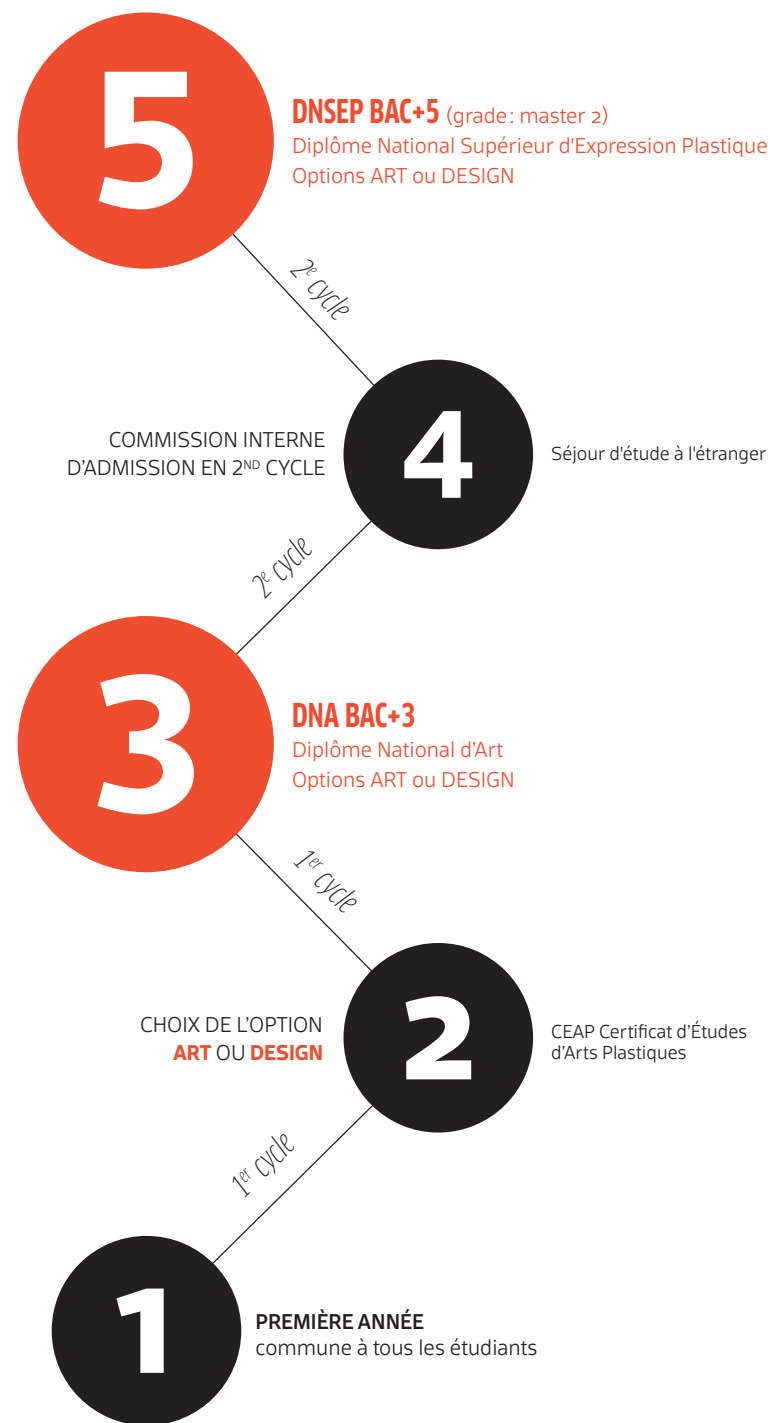 5
DNSEP BAC+5 (grade : master 2)
Diplôme National Supérieur d'Expression Plastique
Options ART ou DESIGN
2e cycle
COMMISSION INTERNE
D'ADMISSION EN 2ND CYCLE
4
Séjour d'étude à l'étranger
2e cycle
3
DNA BAC+3
Diplôme National d'Art
Options ART ou DESIGN
1er cycle
CHOIX DE L'OPTION
ART OU DESIGN
2
CEAP Certificat d'Études
d'Arts Plastiques
1er cycle
1
PREMIÈRE ANNÉE
commune à tous les étudiants